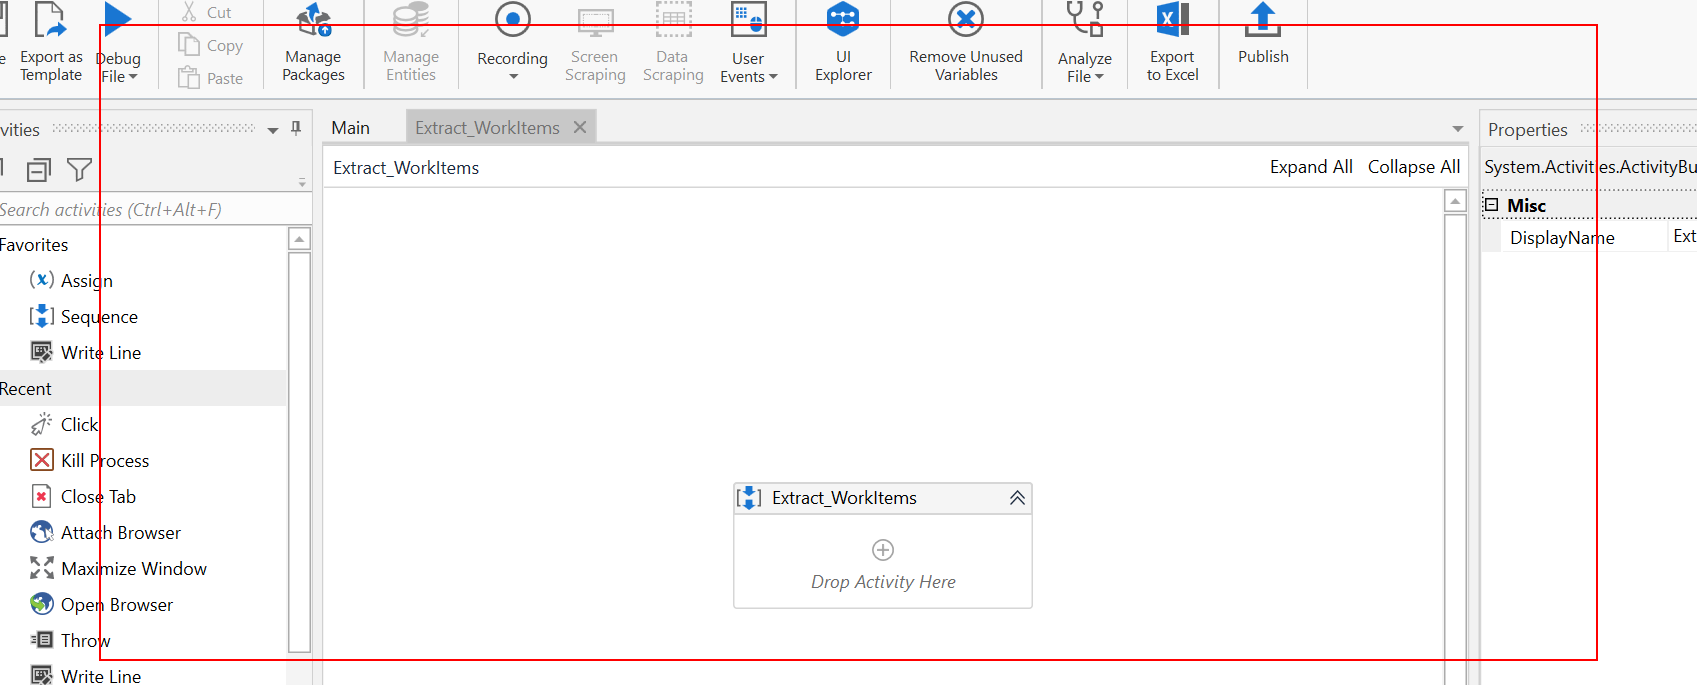 Cut
Copy
Paste
e
Export as
Template
Debug
File
Manage
Packages
Manage
Entities
Recording
Screen
Scraping
Data
Scraping
User
Events
UI
Explorer
Remove Unused
Variables
Analyze
File
Export
to Excel
Publish
vities
Main
Extract_WorkItems
Properties
Extract_WorkItems
Expand All
Collapse All
System.Activities.ActivityBu
Search activities (Ctrl+Alt+F)
Misc
DisplayName
Ext
Favorites
Assign
Sequence
Write Line
Recent
Click
Kill Process
Close Tab
Attach Browser
Maximize Window
Open Browser
Throw
Write Line
Extract_WorkItems
Drop Activity Here